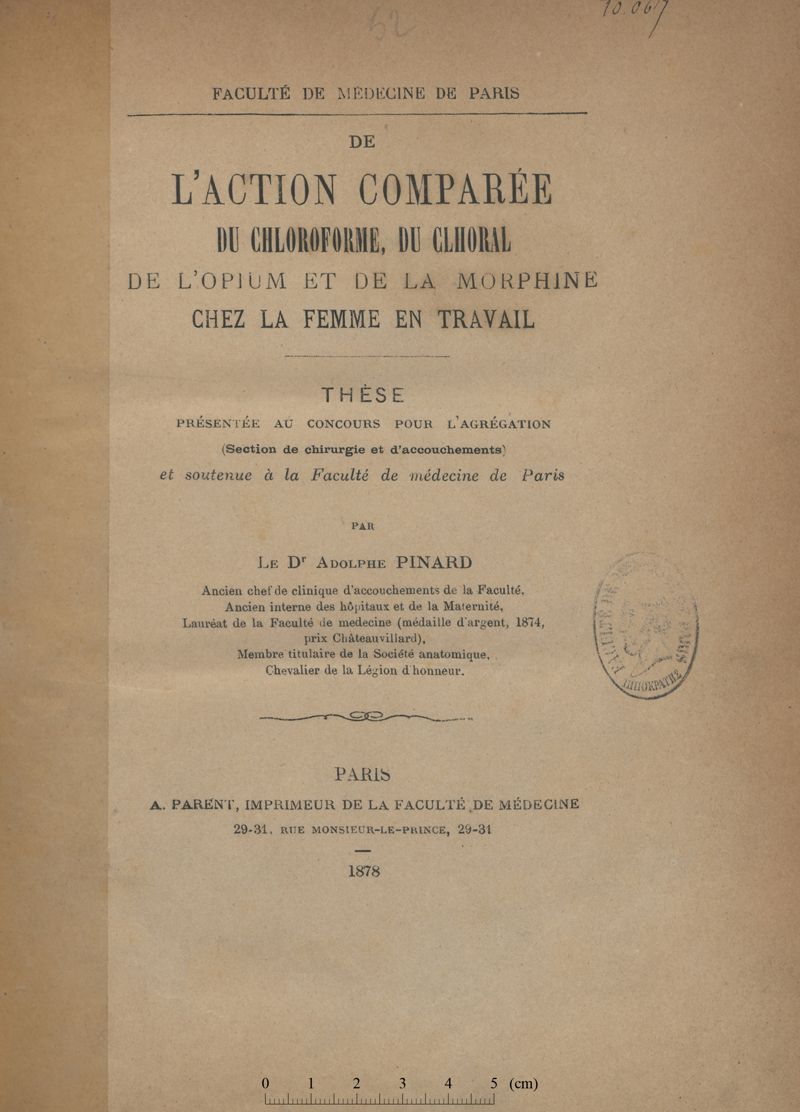 52
10.067
FACULTÉ DE MÉDECINE DE PARIS
DE
L'ACTION COMPARÉE
DU CHLOROFORME, DU CLHORAL
DE L'OPIUM ET DE LA MORPHINE
CHEZ LA FEMME EN TRAVAIL
THÈSE
PRÉSENTÉE AU CONCOURS POUR L'AGRÉGATION
(Section de chirurgie et d'accouchements)
et soutenue à la Faculté de médecine de Paris
PAR
LE Dr ADOLPHE PINARD
Ancien chef de clinique d'accouchements de la Faculté,
Ancien interne des hôpitaux et de la Maternité,
Lauréat de la Faculté de medecine (médaille d'argent, 1874,
prix Châteauvillard),
Membre titulaire de la Société anatomique,
Chevalier de la Légion d'honneur.
PARIS
A. PARENT, IMPRIMEUR DE LA FACULTÉ DE MÉDECINE
29-31, RUE MONSIEUR-LE-PRINCE, 29-31
1878
0 1 2 3 4 5 (cm)